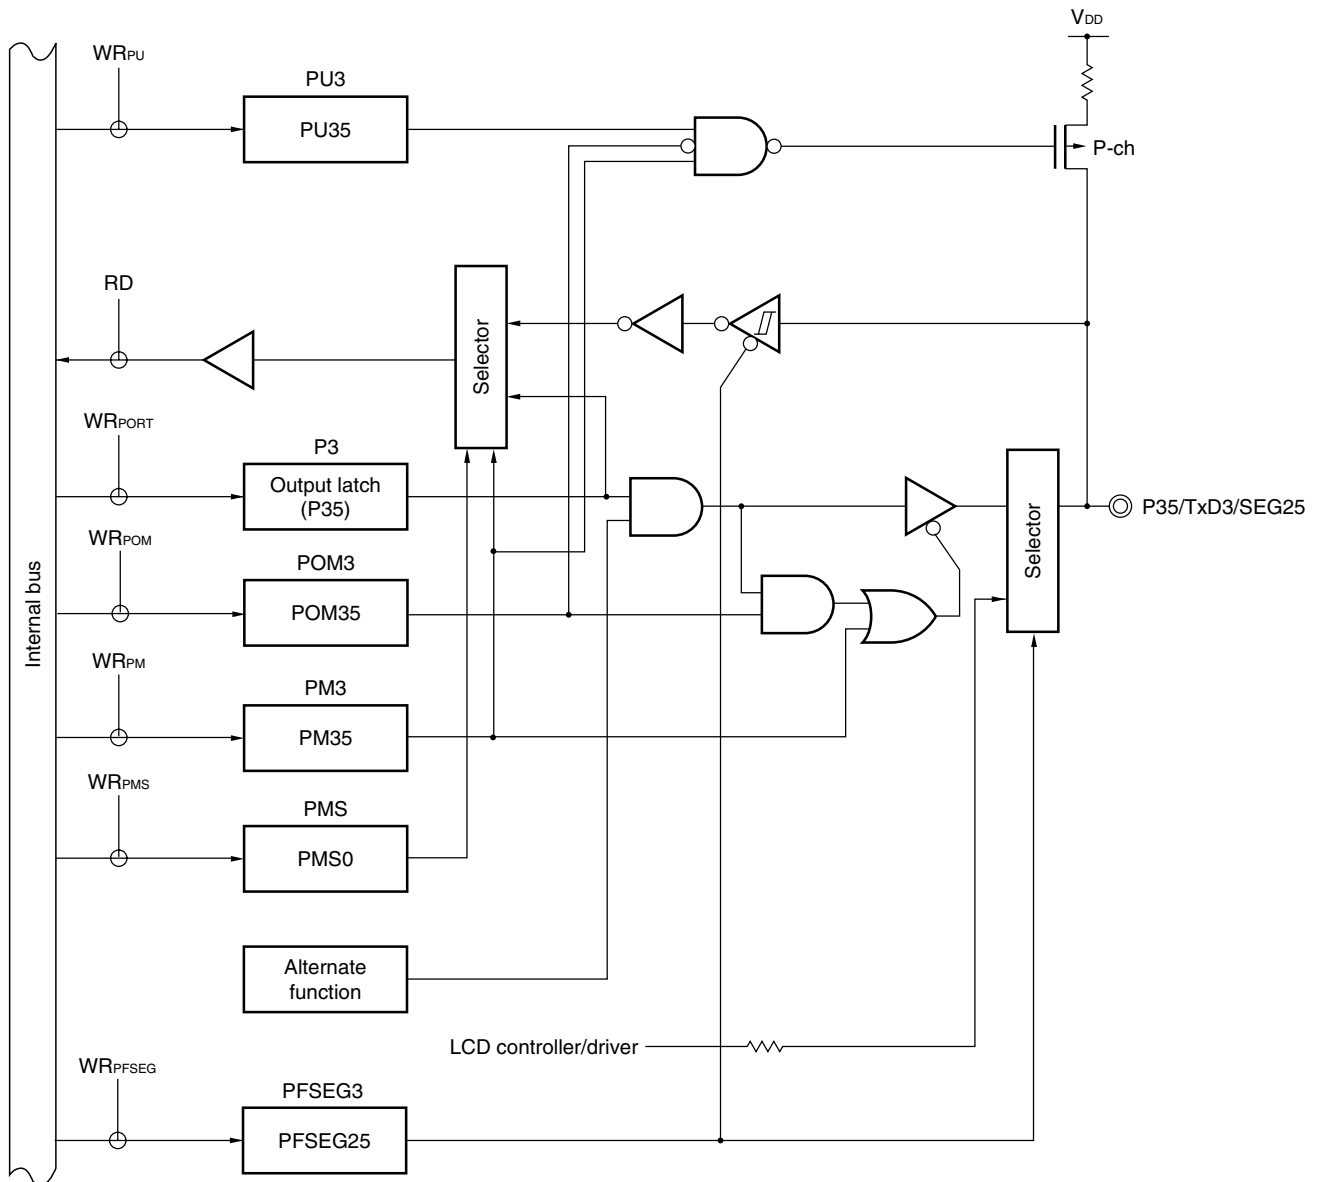 VDD
WRPU
PU3
PU35
P-ch
RD
Selector
WRPORT
P3
Output latch
(P35)
Selector
P35/TxD3/SEG25
WRPOM
POM3
POM35
Internal bus
WRPM
PM3
PM35
WRPMS
PMS
PMS0
Alternate
function
LCD controller/driver
WRPFSEG
PFSEG3
PFSEG25